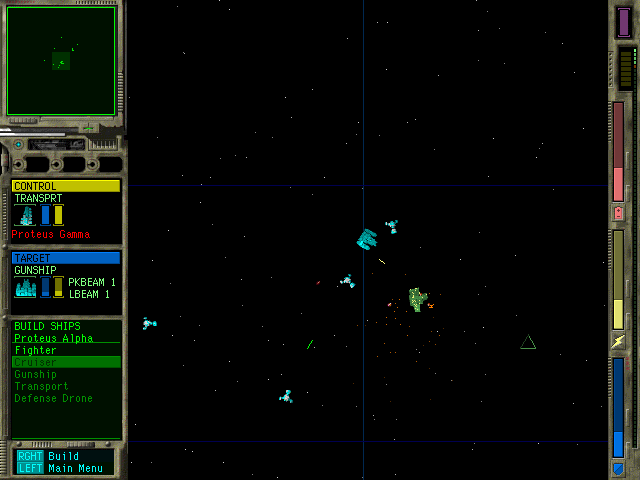 CONTROL
TRANSPRT
Proteus Gamma
TARGET
GUNSHIP
PKBEAM 1
LBEAM 1
BUILD SHIPS
Proteus Alpha
Fighter
Cruiser
Gunship
Transport
Defense Drone
RGHT Build
LEFT Main Menu